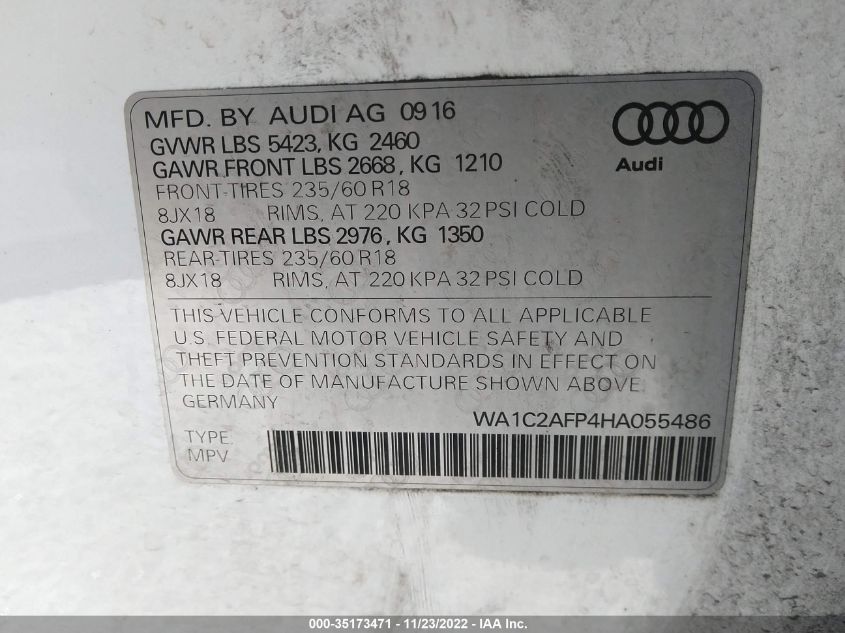 MFD. BY AUDI AG 09 16
GVWR LBS 5423, KG 2460
GAWR FRONT LBS 2668, KG 1210
FRONT-TIRES 235/60 R18
8JX18 RIMS, AT 220 KPA 32 PSI COLD
GAWR REAR LBS 2976, KG 1350
REAR-TIRES 235/60 R18
8JX18 RIMS, AT 220 KPA 32 PSI COLD
Audi
THIS VEHICLE CONFORMS TO ALL APPLICABLE
U.S. FEDERAL MOTOR VEHICLE SAFETY AND
THEFT PREVENTION STANDARDS IN EFFECT ON
THE DATE OF MANUFACTURE SHOWN ABOVE.
GERMANY
WA1C2AFP4HA055486
TYPE:
MPV
000-35173471 - 11/23/2022 - IAA Inc.